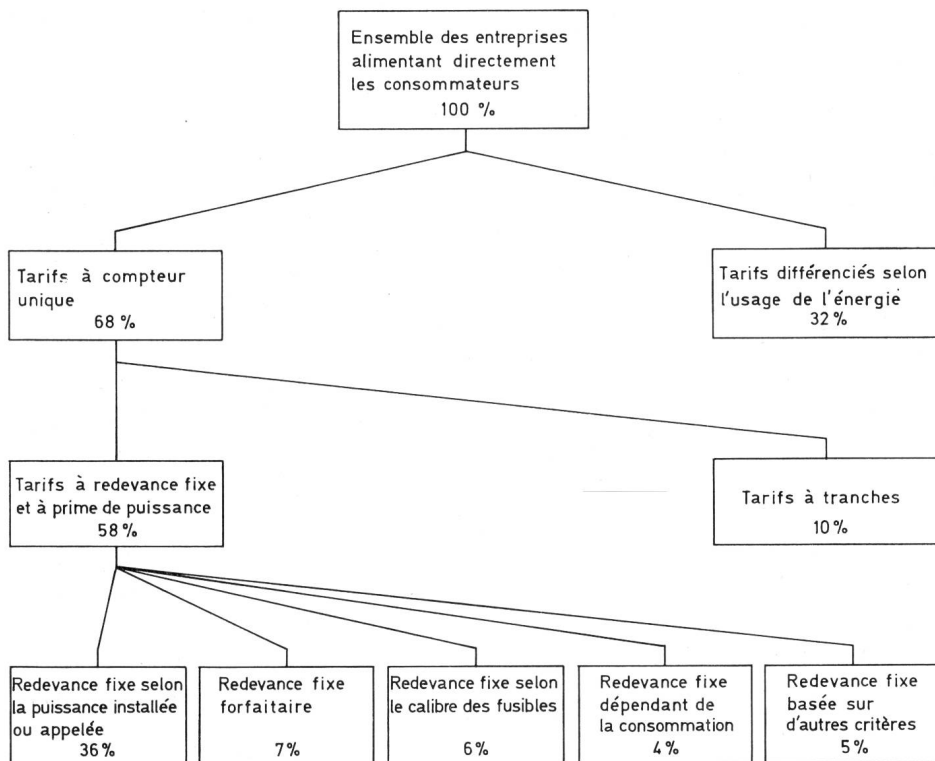 Ensemble des entreprises
alimentant directement
les consommateurs
100 %
Tarifs à compteur
unique
68 %
Tarifs différenciés selon
l'usage de l'énergie
32 %
Tarifs à redevance fixe
et à prime de puissance
58 %
Tarifs à tranches
10 %
Redevance fixe selon
la puissance installée
ou appelée
36 %
Redevance fixe
forfaitaire
7 %
Redevance fixe selon
le calibre des fusibles
6 %
Redevance fixe
dépendant de
la consommation
4 %
Redevance fixe
basée sur
d'autres critères
5 %